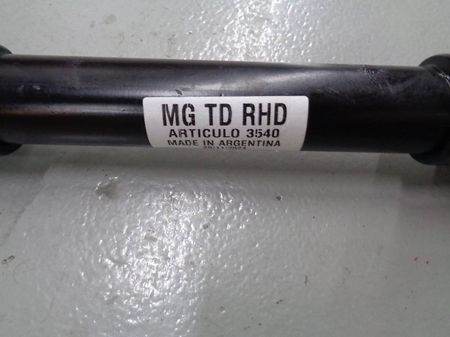 MG TD RHD
ARTICULO 3540
MADE IN ARGENTINA